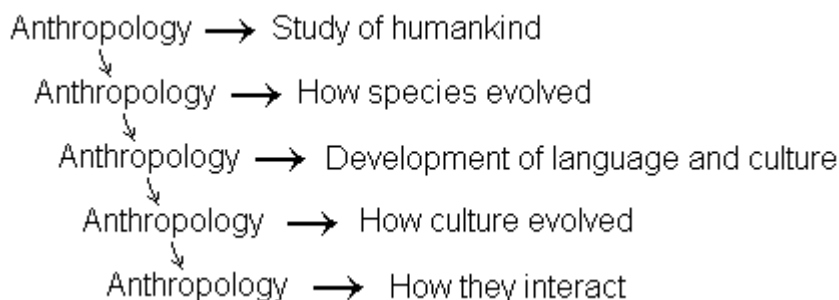 Anthropology → Study of humankind
Anthropology → How species evolved
Anthropology → Development of language and culture
Anthropology → How culture evolved
Anthropology → How they interact